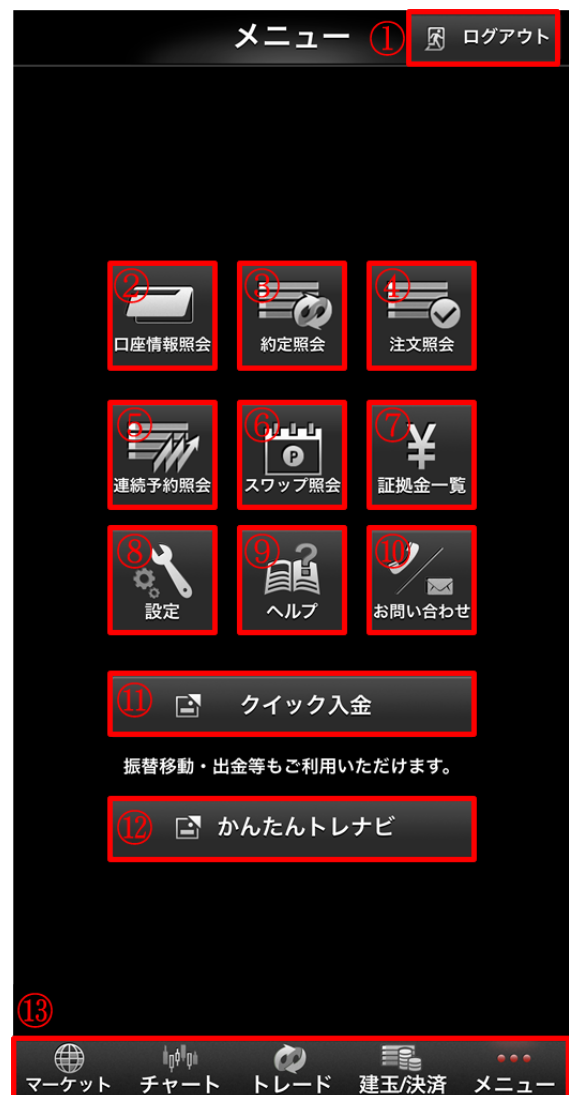 メニュー ① ログアウト
② ③ ④
口座情報照会 約定照会 注文照会
⑤ ⑥ ⑦
P ¥
連続予約照会 スワップ照会 証拠金一覧
⑧ ⑨ ⑩
?
設定 ヘルプ お問い合わせ
⑪ クイック入金
振替移動・出金等もご利用いただけます。
⑫ かんたんトレナビ
⑬
マーケット チャート トレード 建玉/決済 メニュー